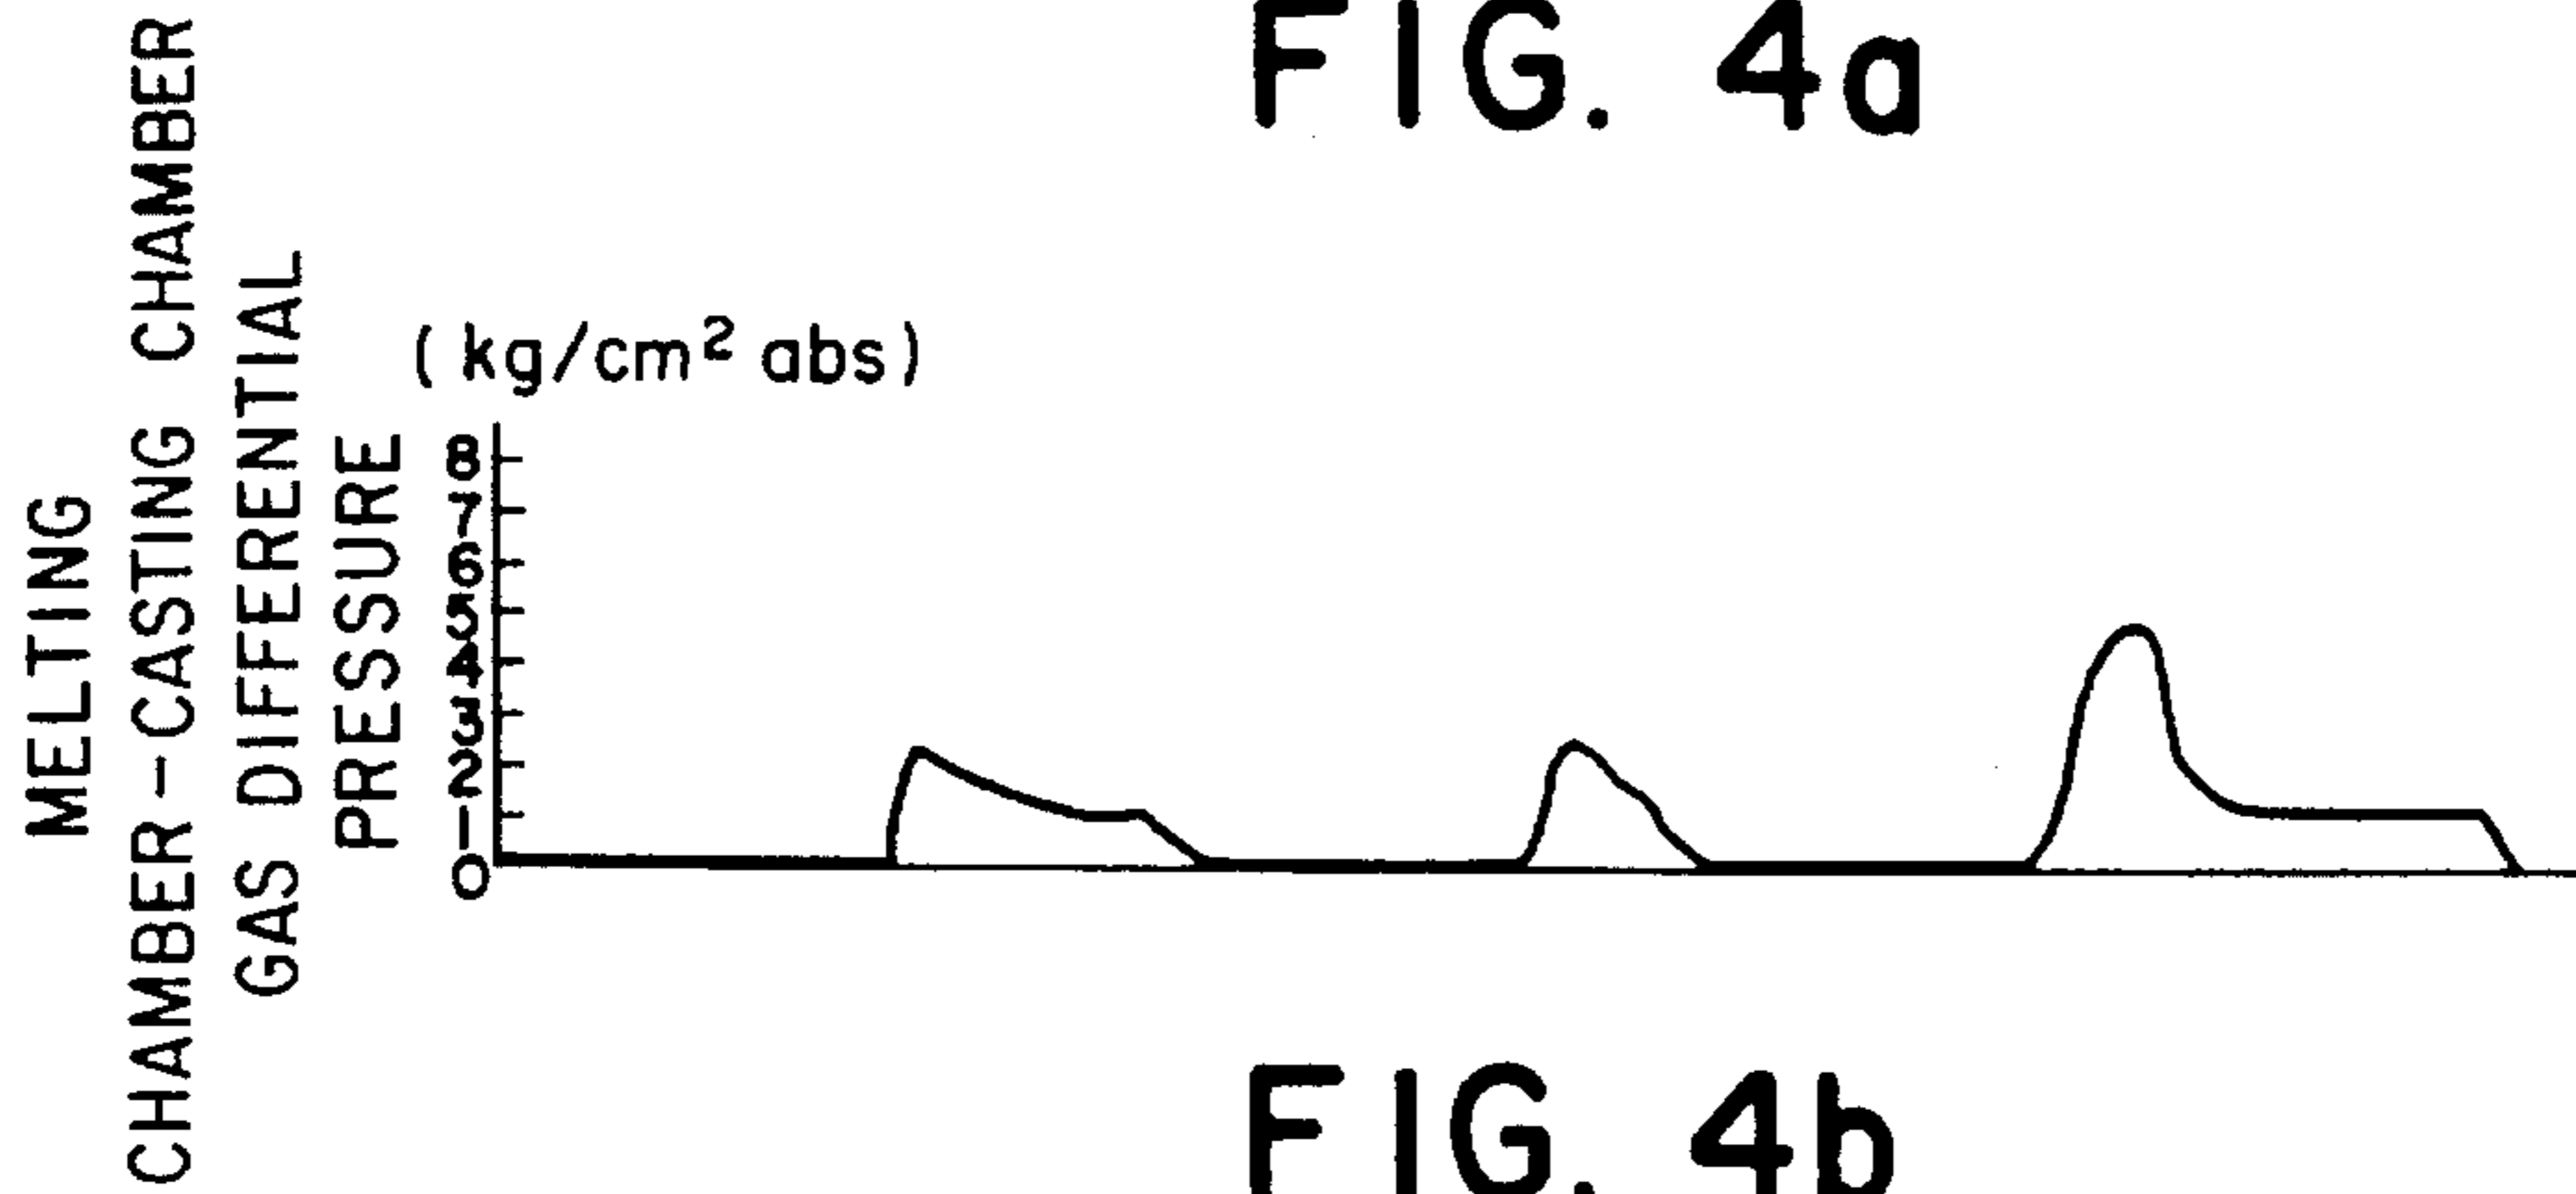 FIG. 4a
MELTING
CHAMBER-CASTING CHAMBER
GAS DIFFERENTIAL
PRESSURE
(kg/cm² abs)
8
7
6
5
4
3
2
1
0
FIG. 4b